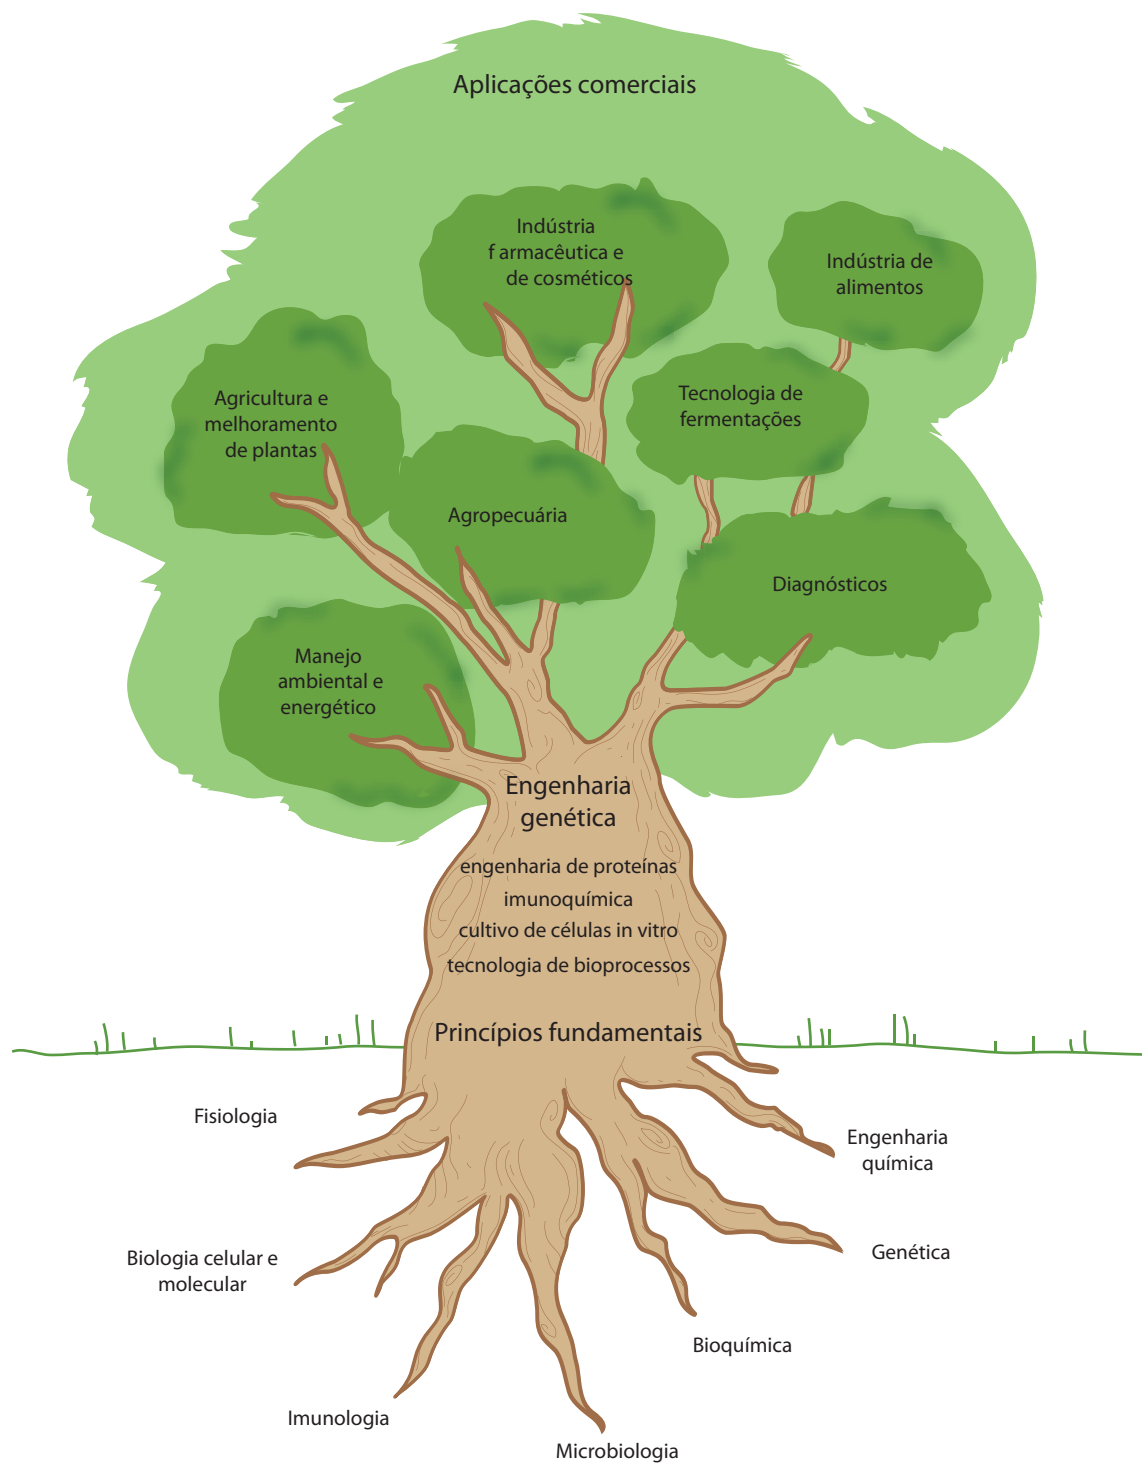 Aplicações comerciais
Indústria
f armacêutica e
de cosméticos
Indústria de
alimentos
Agricultura e
melhoramento
de plantas
Tecnologia de
fermentações
Agropecuária
Diagnósticos
Manejo
ambiental e
energético
Engenharia
genética
engenharia de proteínas
imunoquímica
cultivo de células in vitro
tecnologia de bioprocessos
Princípios fundamentais
Fisiologia
Engenharia
química
Biologia celular e
molecular
Genética
Bioquímica
Imunologia
Microbiologia